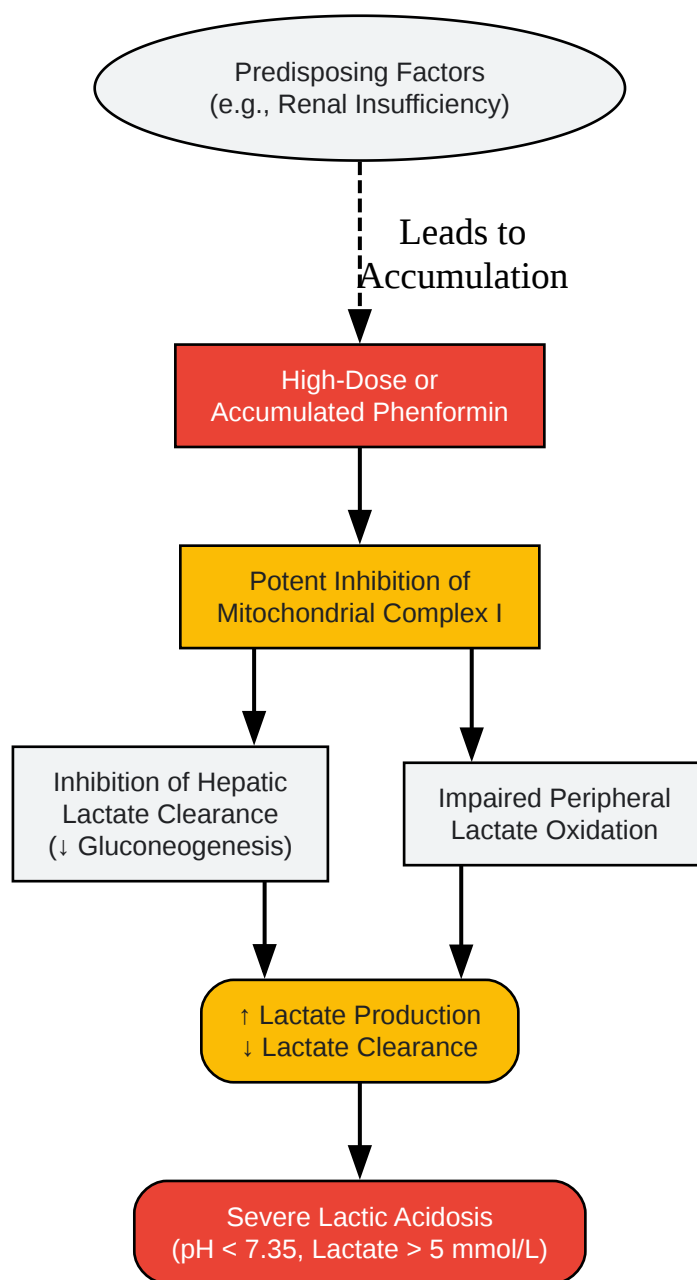 Predisposing Factors
(e.g., Renal Insufficiency)
Leads to
Accumulation
High-Dose or
Accumulated Phenformin
Potent Inhibition of
Mitochondrial Complex I
Inhibition of Hepatic
Lactate Clearance
(↓ Gluconeogenesis)
Impaired Peripheral
Lactate Oxidation
↑ Lactate Production
↓ Lactate Clearance
Severe Lactic Acidosis
(pH < 7.35, Lactate > 5 mmol/L)